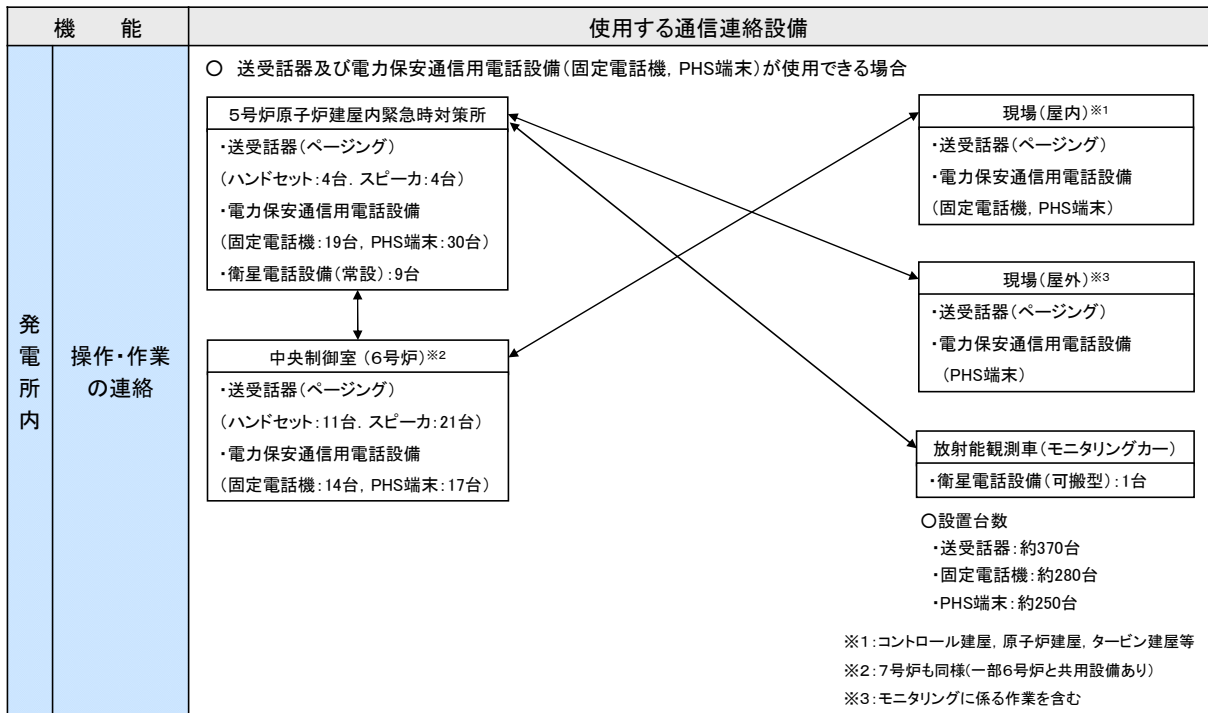 機　能
使用する通信連絡設備
発電所内
操作・作業
の連絡
○ 送受話器及び電力保安通信用電話設備(固定電話機, PHS端末)が使用できる場合
5号炉原子炉建屋内緊急時対策所
・送受話器(ページング)
(ハンドセット:4台. スピーカ:4台)
・電力保安通信用電話設備
(固定電話機:19台, PHS端末:30台)
・衛星電話設備(常設):9台
中央制御室 (6号炉)※2
・送受話器(ページング)
(ハンドセット:11台. スピーカ:21台)
・電力保安通信用電話設備
(固定電話機:14台, PHS端末:17台)
現場(屋内)※1
・送受話器(ページング)
・電力保安通信用電話設備
(固定電話機, PHS端末)
現場(屋外)※3
・送受話器(ページング)
・電力保安通信用電話設備
(PHS端末)
放射能観測車(モニタリングカー)
・衛星電話設備(可搬型):1台
○設置台数
・送受話器:約370台
・固定電話機:約280台
・PHS端末:約250台
※1:コントロール建屋, 原子炉建屋, タービン建屋等
※2:7号炉も同様(一部6号炉と共用設備あり)
※3:モニタリングに係る作業を含む